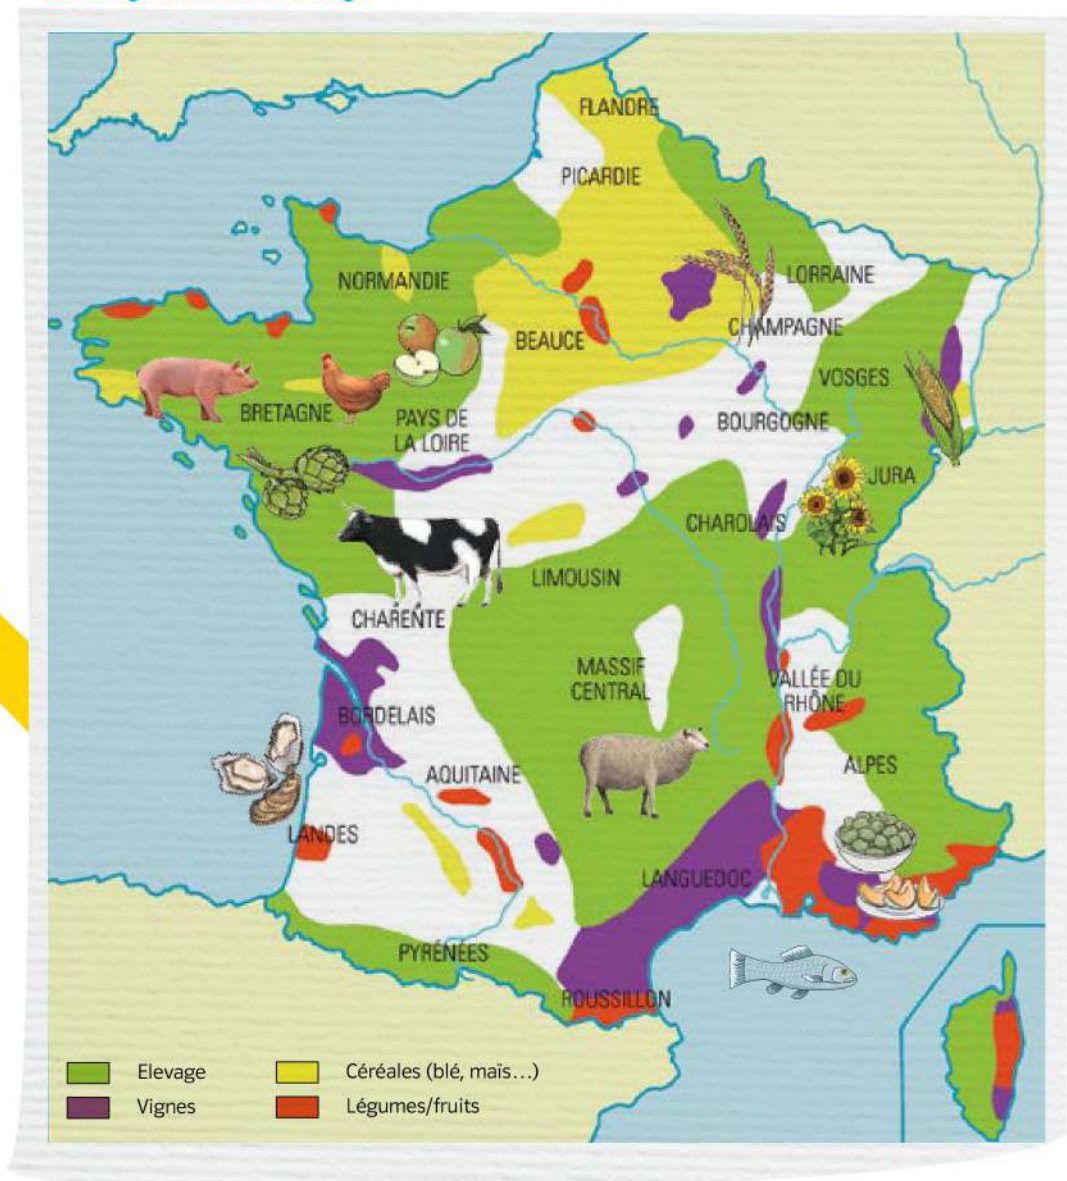 FLANDRE
PICARDIE
NORMANDIE
LORRAINE
CHAMPAGNE
BEAUCE
VOSGES
BRETAGNE
PAYS DE
LA LOIRE
BOURGOGNE
JURA
CHAROLAIS
LIMOUSIN
CHARENTE
MASSIF
CENTRAL
VALLÉE DU
RHÔNE
BORDELAIS
AQUITAINE
ALPES
LANDES
LANGUEDOC
PYRÉNÉES
ROUSSILLON
Elevage
Céréales (blé, maïs...)
Vignes
Légumes/fruits